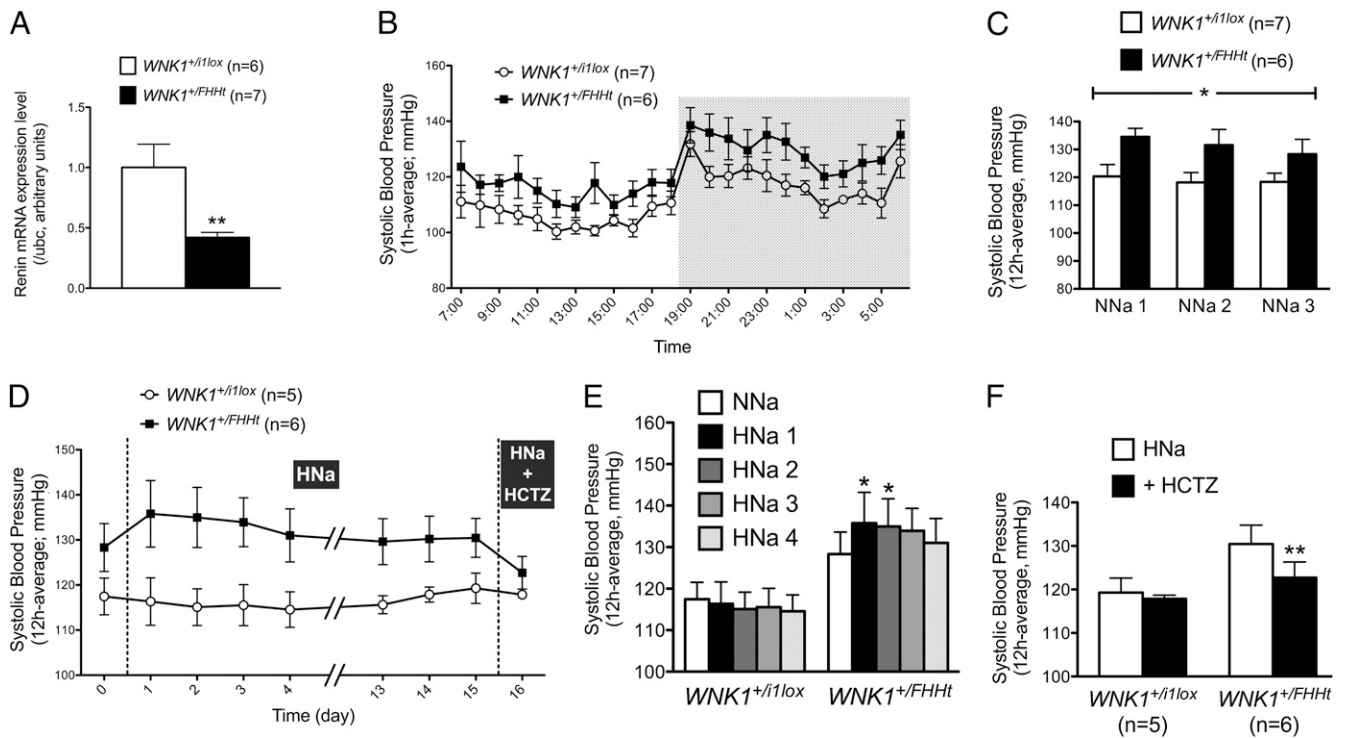 A
WNK1+/i1lox (n=6)
WNK1+/FHHt (n=7)
Renin mRNA expression level
(/ubc, arbitrary units)
1.5
1.0
0.5
0.0
**
B
WNK1+/i1lox (n=7)
WNK1+/FHHt (n=6)
Systolic Blood Pressure
(1h-average; mmHg)
160
140
120
100
80
7:00
9:00
11:00
13:00
15:00
17:00
19:00
21:00
23:00
1:00
3:00
5:00
Time
C
WNK1+/i1lox (n=7)
WNK1+/FHHt (n=6)
*
Systolic Blood Pressure
(12h-average, mmHg)
140
130
120
110
100
90
80
NNa 1 NNa 2 NNa 3
D
WNK1+/i1lox (n=5)
WNK1+/FHHt (n=6)
Systolic Blood Pressure
(12h-average; mmHg)
150
140
130
120
110
100
HNa
HNa
+
HCTZ
0 1 2 3 4 13 14 15 16
Time (day)
E
NNa
HNa 1
HNa 2
HNa 3
HNa 4
Systolic Blood Pressure
(12h-average, mmHg)
160
150
140
130
120
110
100
* *
WNK1+/i1lox WNK1+/FHHt
F
HNa
+ HCTZ
Systolic Blood Pressure
(12h-average, mmHg)
140
130
120
110
100
**
WNK1+/i1lox WNK1+/FHHt
(n=5) (n=6)